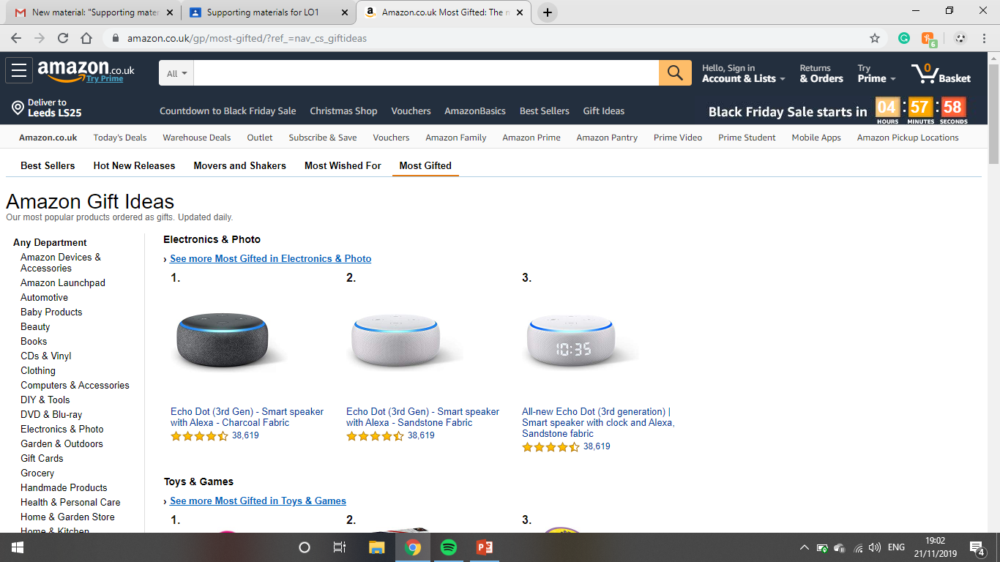 New material: "Supporting mater
Supporting materials for LO1
Amazon.co.uk Most Gifted: The m
amazon.co.uk/gp/most-gifted/?ref_=nav_cs_giftideas
6
amazon.co.uk
Try Prime
All
Hello, Sign in
Account & Lists
Returns
& Orders
Try
Prime
0
Basket
Deliver to
Leeds LS25
Countdown to Black Friday Sale Christmas Shop Vouchers AmazonBasics Best Sellers Gift Ideas
Black Friday Sale starts in 04 : 57 : 58
HOURS MINUTES SECONDS
Amazon.co.uk Today's Deals Warehouse Deals Outlet Subscribe & Save Vouchers Amazon Family Amazon Prime Amazon Pantry Prime Video Prime Student Mobile Apps Amazon Pickup Locations
Best Sellers Hot New Releases Movers and Shakers Most Wished For Most Gifted
Amazon Gift Ideas
Our most popular products ordered as gifts. Updated daily.
Any Department
Amazon Devices &
Accessories
Amazon Launchpad
Automotive
Baby Products
Beauty
Books
CDs & Vinyl
Clothing
Computers & Accessories
DIY & Tools
DVD & Blu-ray
Electronics & Photo
Garden & Outdoors
Gift Cards
Grocery
Handmade Products
Health & Personal Care
Home & Garden Store
Home & Kitchen
Electronics & Photo
› See more Most Gifted in Electronics & Photo
1.
Echo Dot (3rd Gen) - Smart speaker
with Alexa - Charcoal Fabric
38,619
2.
Echo Dot (3rd Gen) - Smart speaker
with Alexa - Sandstone Fabric
38,619
3.
10:35
All-new Echo Dot (3rd generation) |
Smart speaker with clock and Alexa,
Sandstone fabric
38,619
Toys & Games
› See more Most Gifted in Toys & Games
1.
2.
3.
ENG
19:02
21/11/2019
4